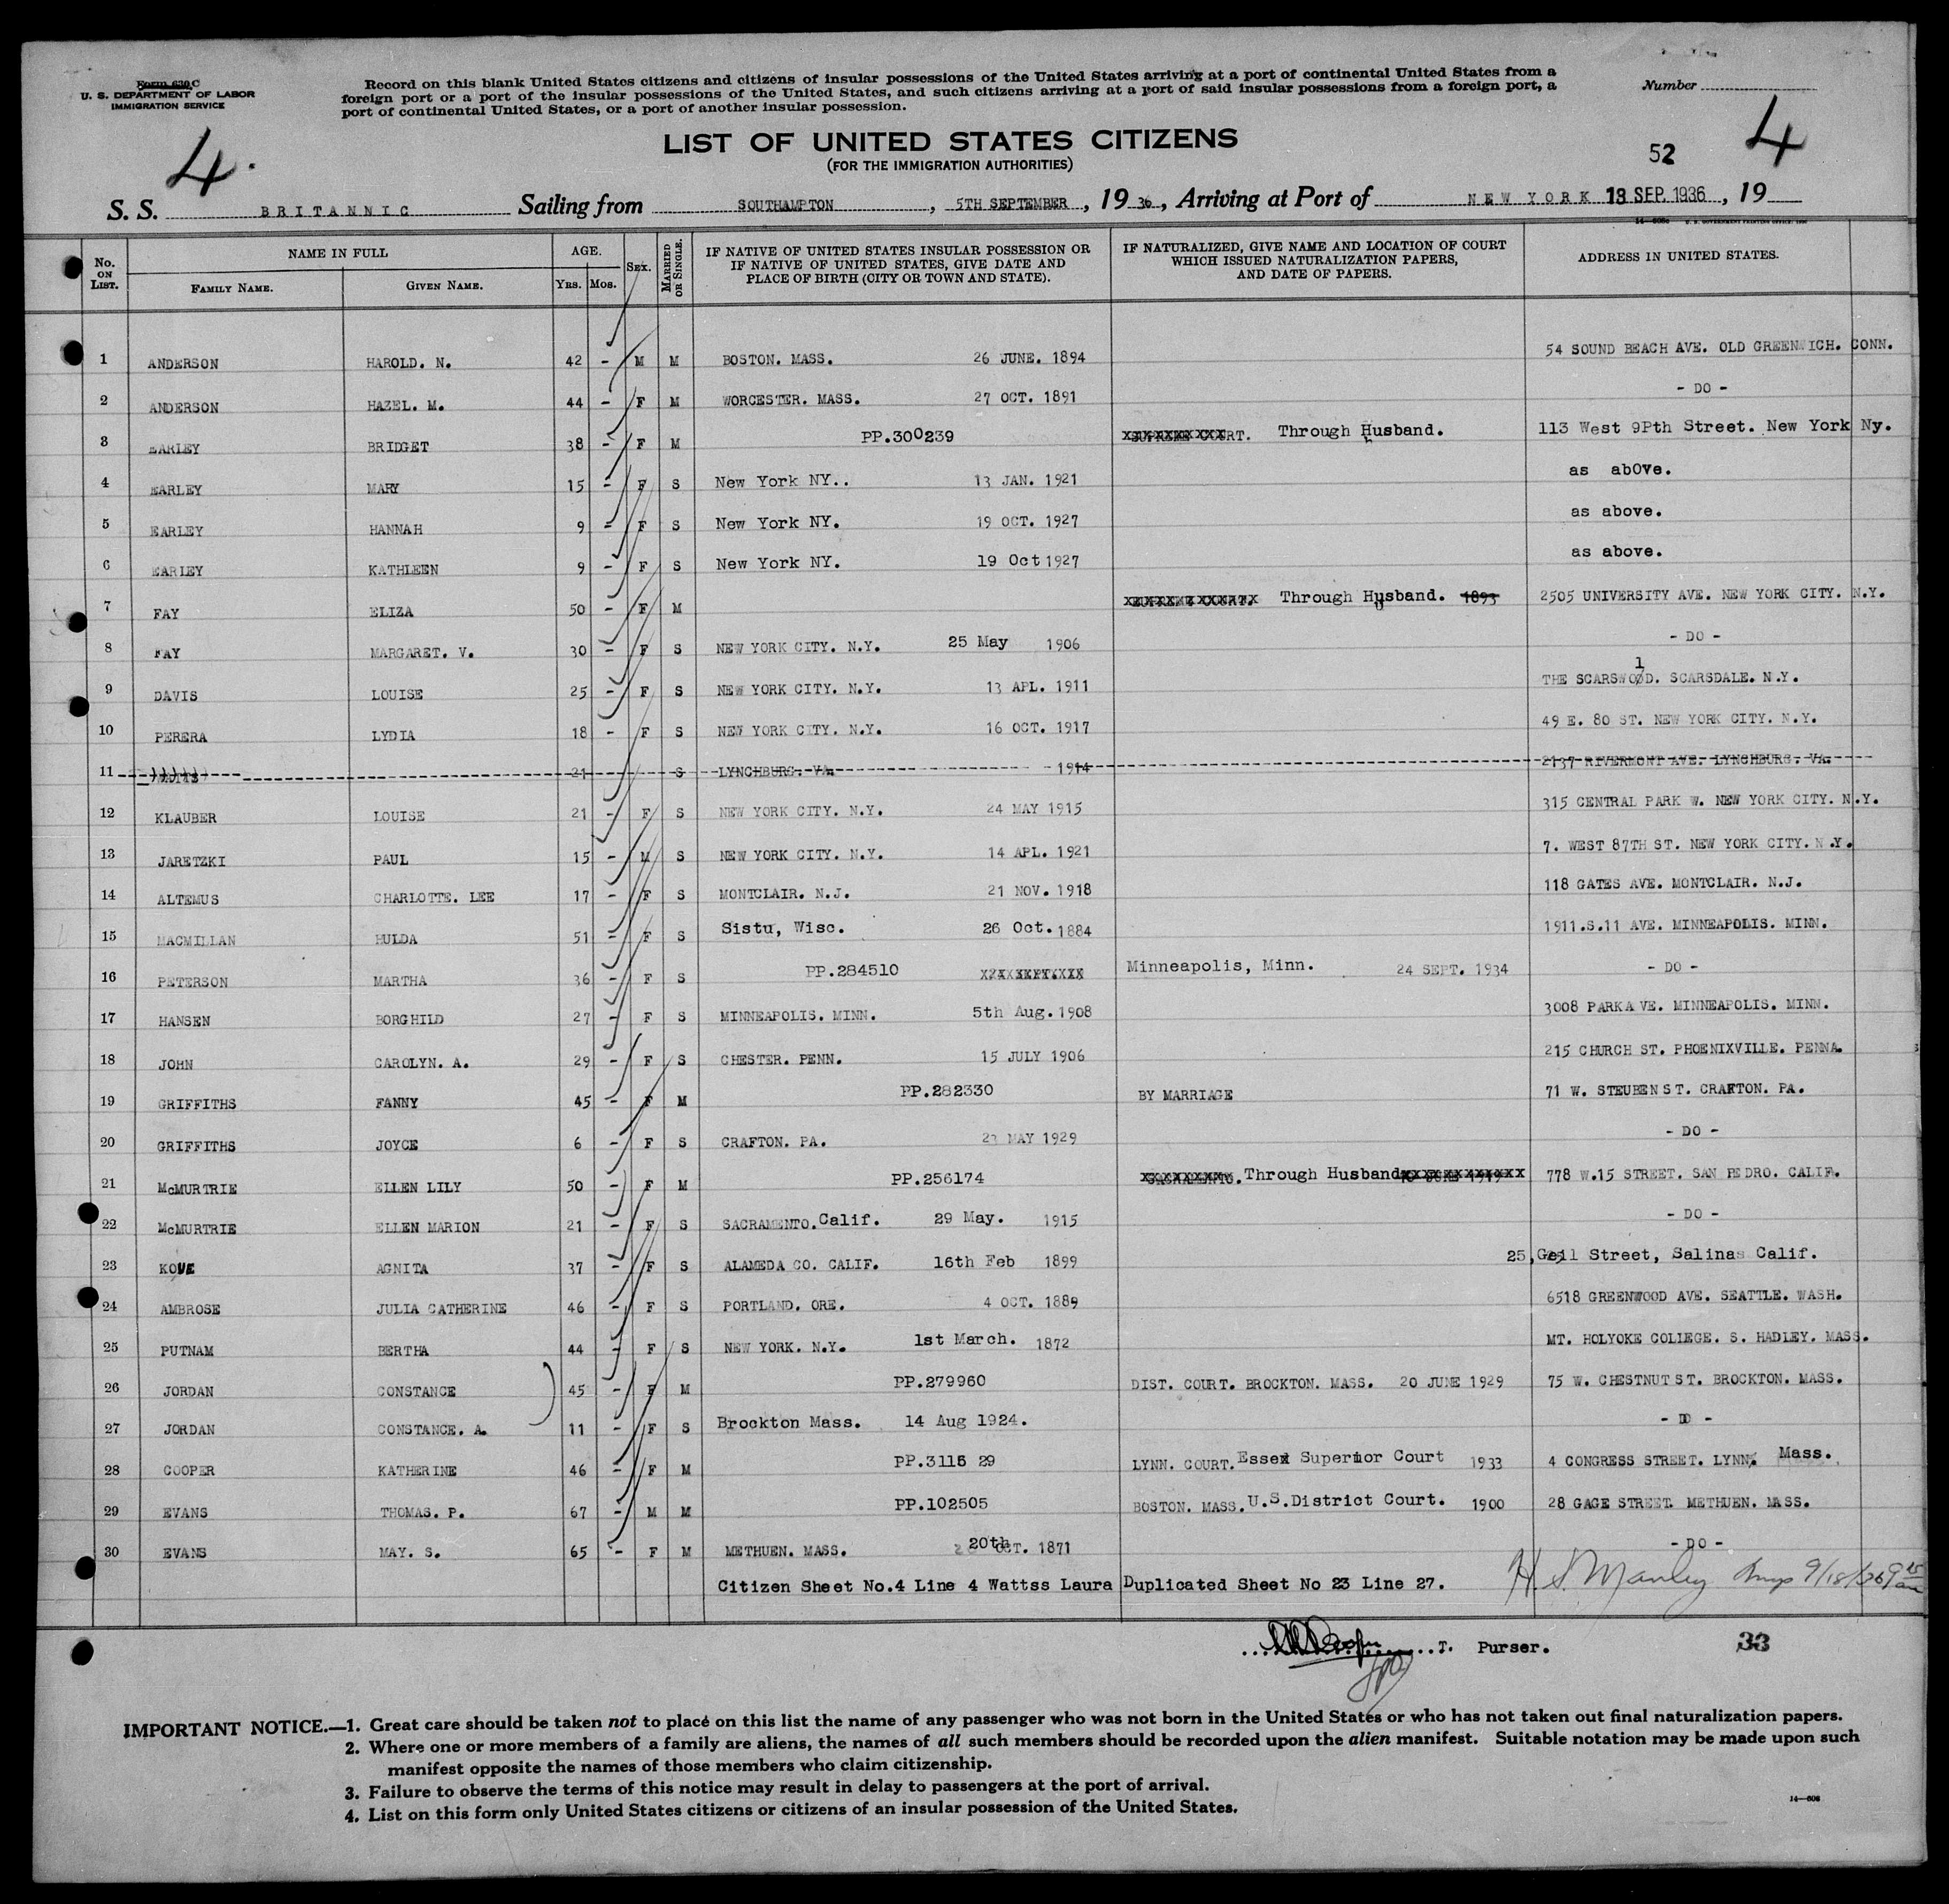 Form 630 C
U. S. DEPARTMENT OF LABOR
IMMIGRATION SERVICE
Record on this blank United States citizens and citizens of insular possessions of the United States arriving at a port of continental United States from a
foreign port or a port of the insular possessions of the United States, and such citizens arriving at a port of said insular possessions from a foreign port, a
port of continental United States, or a port of another insular possession.
Number
4.
LIST OF UNITED STATES CITIZENS
(FOR THE IMMIGRATION AUTHORITIES)
52
4
S. S. BRITANNIC Sailing from SOUTHAMPTON, 5TH SEPTEMBER, 19 36, Arriving at Port of NEW YORK 13 SEP. 1936, 19
No. ON LIST. NAME IN FULL FAMILY NAME. GIVEN NAME. AGE. YRS. MOS. SEX. MARRIED OR SINGLE. IF NATIVE OF UNITED STATES INSULAR POSSESSION OR IF NATIVE OF UNITED STATES, GIVE DATE AND PLACE OF BIRTH (CITY OR TOWN AND STATE). IF NATURALIZED, GIVE NAME AND LOCATION OF COURT WHICH ISSUED NATURALIZATION PAPERS, AND DATE OF PAPERS. ADDRESS IN UNITED STATES.
1 ANDERSON HAROLD. N. 42 - M M BOSTON. MASS. 26 JUNE. 1894 54 SOUND BEACH AVE. OLD GREENWICH. CONN.
2 ANDERSON HAZEL. M. 44 - F M WORCESTER. MASS. 27 OCT. 1891 - DO -
3 EARLEY BRIDGET 38 - F M PP.300239 SUPREME COURT. Through Husband. 113 West 9Pth Street. New York Ny.
4 EARLEY MARY 15 - F S New York NY.. 13 JAN. 1921 as abOve.
5 EARLEY HANNAH 9 - F S New York NY. 19 OCT. 1927 as above.
6 EARLEY KATHLEEN 9 - F S New York NY. 19 Oct 1927 as above.
7 FAY ELIZA 50 - F M Through Husband. 1893 2505 UNIVERSITY AVE. NEW YORK CITY. N.Y.
8 FAY MARGARET. V. 30 - F S NEW YORK CITY. N.Y. 25 May 1906 - DO -
9 DAVIS LOUISE 25 - F S NEW YORK CITY. N.Y. 13 APL. 1911 THE SCARSWOLD. SCARSDALE. N.Y.
10 PERERA LYDIA 18 - F S NEW YORK CITY. N.Y. 16 OCT. 1917 49 E. 80 ST. NEW YORK CITY. N.Y.
11 WATTS 21 S LYNCHBURG. VA. 1914 2137 RIVERMONT AVE. LYNCHBURG. VA.
12 KLAUBER LOUISE 21 - F S NEW YORK CITY. N.Y. 24 MAY 1915 315 CENTRAL PARK W. NEW YORK CITY. N.Y.
13 JARETZKI PAUL 15 - M S NEW YORK CITY. N.Y. 14 APL. 1921 7. WEST 87TH ST. NEW YORK CITY. N.Y.
14 ALTEMUS CHARLOTTE. LEE 17 - F S MONTCLAIR. N.J. 21 NOV. 1918 118 GATES AVE. MONTCLAIR. N.J.
15 MACMILLAN HULDA 51 - F S Sistu, Wisc. 26 Oct. 1884 1911.S.11 AVE. MINNEAPOLIS. MINN.
16 PETERSON MARTHA 36 - F S PP.284510 Minneapolis, Minn. 24 SEPT. 1934 - DO -
17 HANSEN BORGHILD 27 - F S MINNEAPOLIS. MINN. 5th Aug. 1908 3008 PARK AVE. MINNEAPOLIS. MINN.
18 JOHN CAROLYN. A. 29 - F S CHESTER. PENN. 15 JULY 1906 215 CHURCH ST. PHOENIXVILLE. PENNA.
19 GRIFFITHS FANNY 45 - F M PP.282330 BY MARRIAGE 71 W. STEUBEN ST. CRAFTON. PA.
20 GRIFFITHS JOYCE 6 - F S CRAFTON. PA. 23 MAY 1929 - DO -
21 McMURTRIE ELLEN LILY 50 - F M PP.256174 Through Husband 778 W.15 STREET. SAN PEDRO. CALIF.
22 McMURTRIE ELLEN MARION 21 - F S SACRAMENTO. Calif. 29 May. 1915 - DO -
23 KOUE AGNITA 37 - F S ALAMEDA CO. CALIF. 16th Feb 1899 25, Geil Street, Salinas Calif.
24 AMBROSE JULIA CATHERINE 46 - F S PORTLAND. ORE. 4 OCT. 1889 6518 GREENWOOD AVE. SEATTLE. WASH.
25 PUTNAM BERTHA 44 - F S NEW YORK. N.Y. 1st March. 1872 MT. HOLYOKE COLLEGE. S. HADLEY. MASS.
26 JORDAN CONSTANCE 45 - F M PP.279960 DIST. COURT. BROCKTON. MASS. 20 JUNE 1929 75 W. CHESTNUT ST. BROCKTON. MASS.
27 JORDAN CONSTANCE. A. 11 - F S Brockton Mass. 14 Aug 1924. - DO -
28 COOPER KATHERINE 46 - F M PP.3115 29 LYNN. COURT. Essex Superior Court 1933 4 CONGRESS STREET. LYNN. Mass.
29 EVANS THOMAS. P. 67 - M M PP.102505 BOSTON. MASS. U.S.District Court. 1900 28 GAGE STREET. METHUEN. MASS.
30 EVANS MAY. S. 65 - F M METHUEN. MASS. 20th OCT. 1871 - DO -
Citizen Sheet No.4 Line 4 Wattss Laura Duplicated Sheet No 23 Line 27. H. S. Manley Insp 9/18/36 9 15 am
T. Purser.
33
IMPORTANT NOTICE.—1. Great care should be taken not to place on this list the name of any passenger who was not born in the United States or who has not taken out final naturalization papers.
2. Where one or more members of a family are aliens, the names of all such members should be recorded upon the alien manifest. Suitable notation may be made upon such
manifest opposite the names of those members who claim citizenship.
3. Failure to observe the terms of this notice may result in delay to passengers at the port of arrival.
4. List on this form only United States citizens or citizens of an insular possession of the United States.